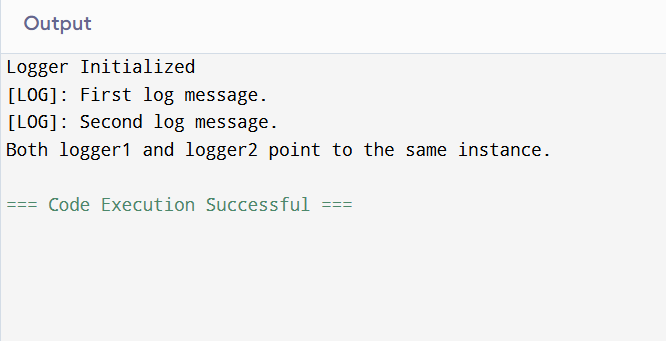 Output
Logger Initialized
[LOG]: First log message.
[LOG]: Second log message.
Both logger1 and logger2 point to the same instance.
=== Code Execution Successful ===